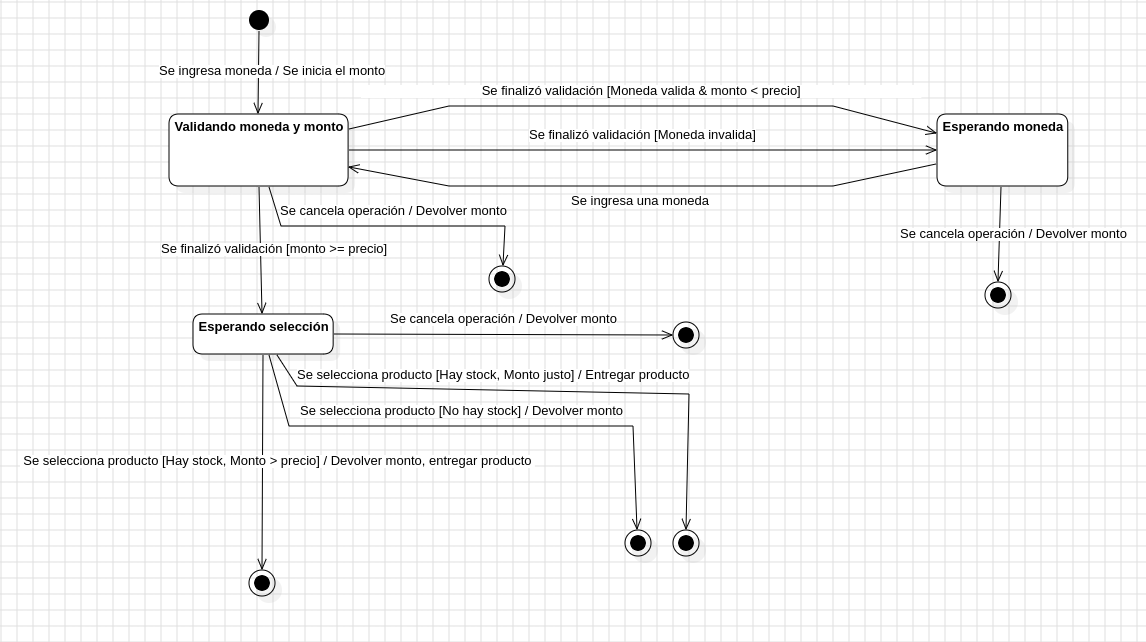 Se ingresa moneda / Se inicia el monto
Se finalizó validación [Moneda valida & monto < precio]
Validando moneda y monto
Esperando moneda
Se finalizó validación [Moneda invalida]
Se ingresa una moneda
Se cancela operación / Devolver monto
Se cancela operación / Devolver monto
Se finalizó validación [monto >= precio]
Esperando selección
Se cancela operación / Devolver monto
Se selecciona producto [Hay stock, Monto justo] / Entregar producto
Se selecciona producto [No hay stock] / Devolver monto
Se selecciona producto [Hay stock, Monto > precio] / Devolver monto, entregar producto